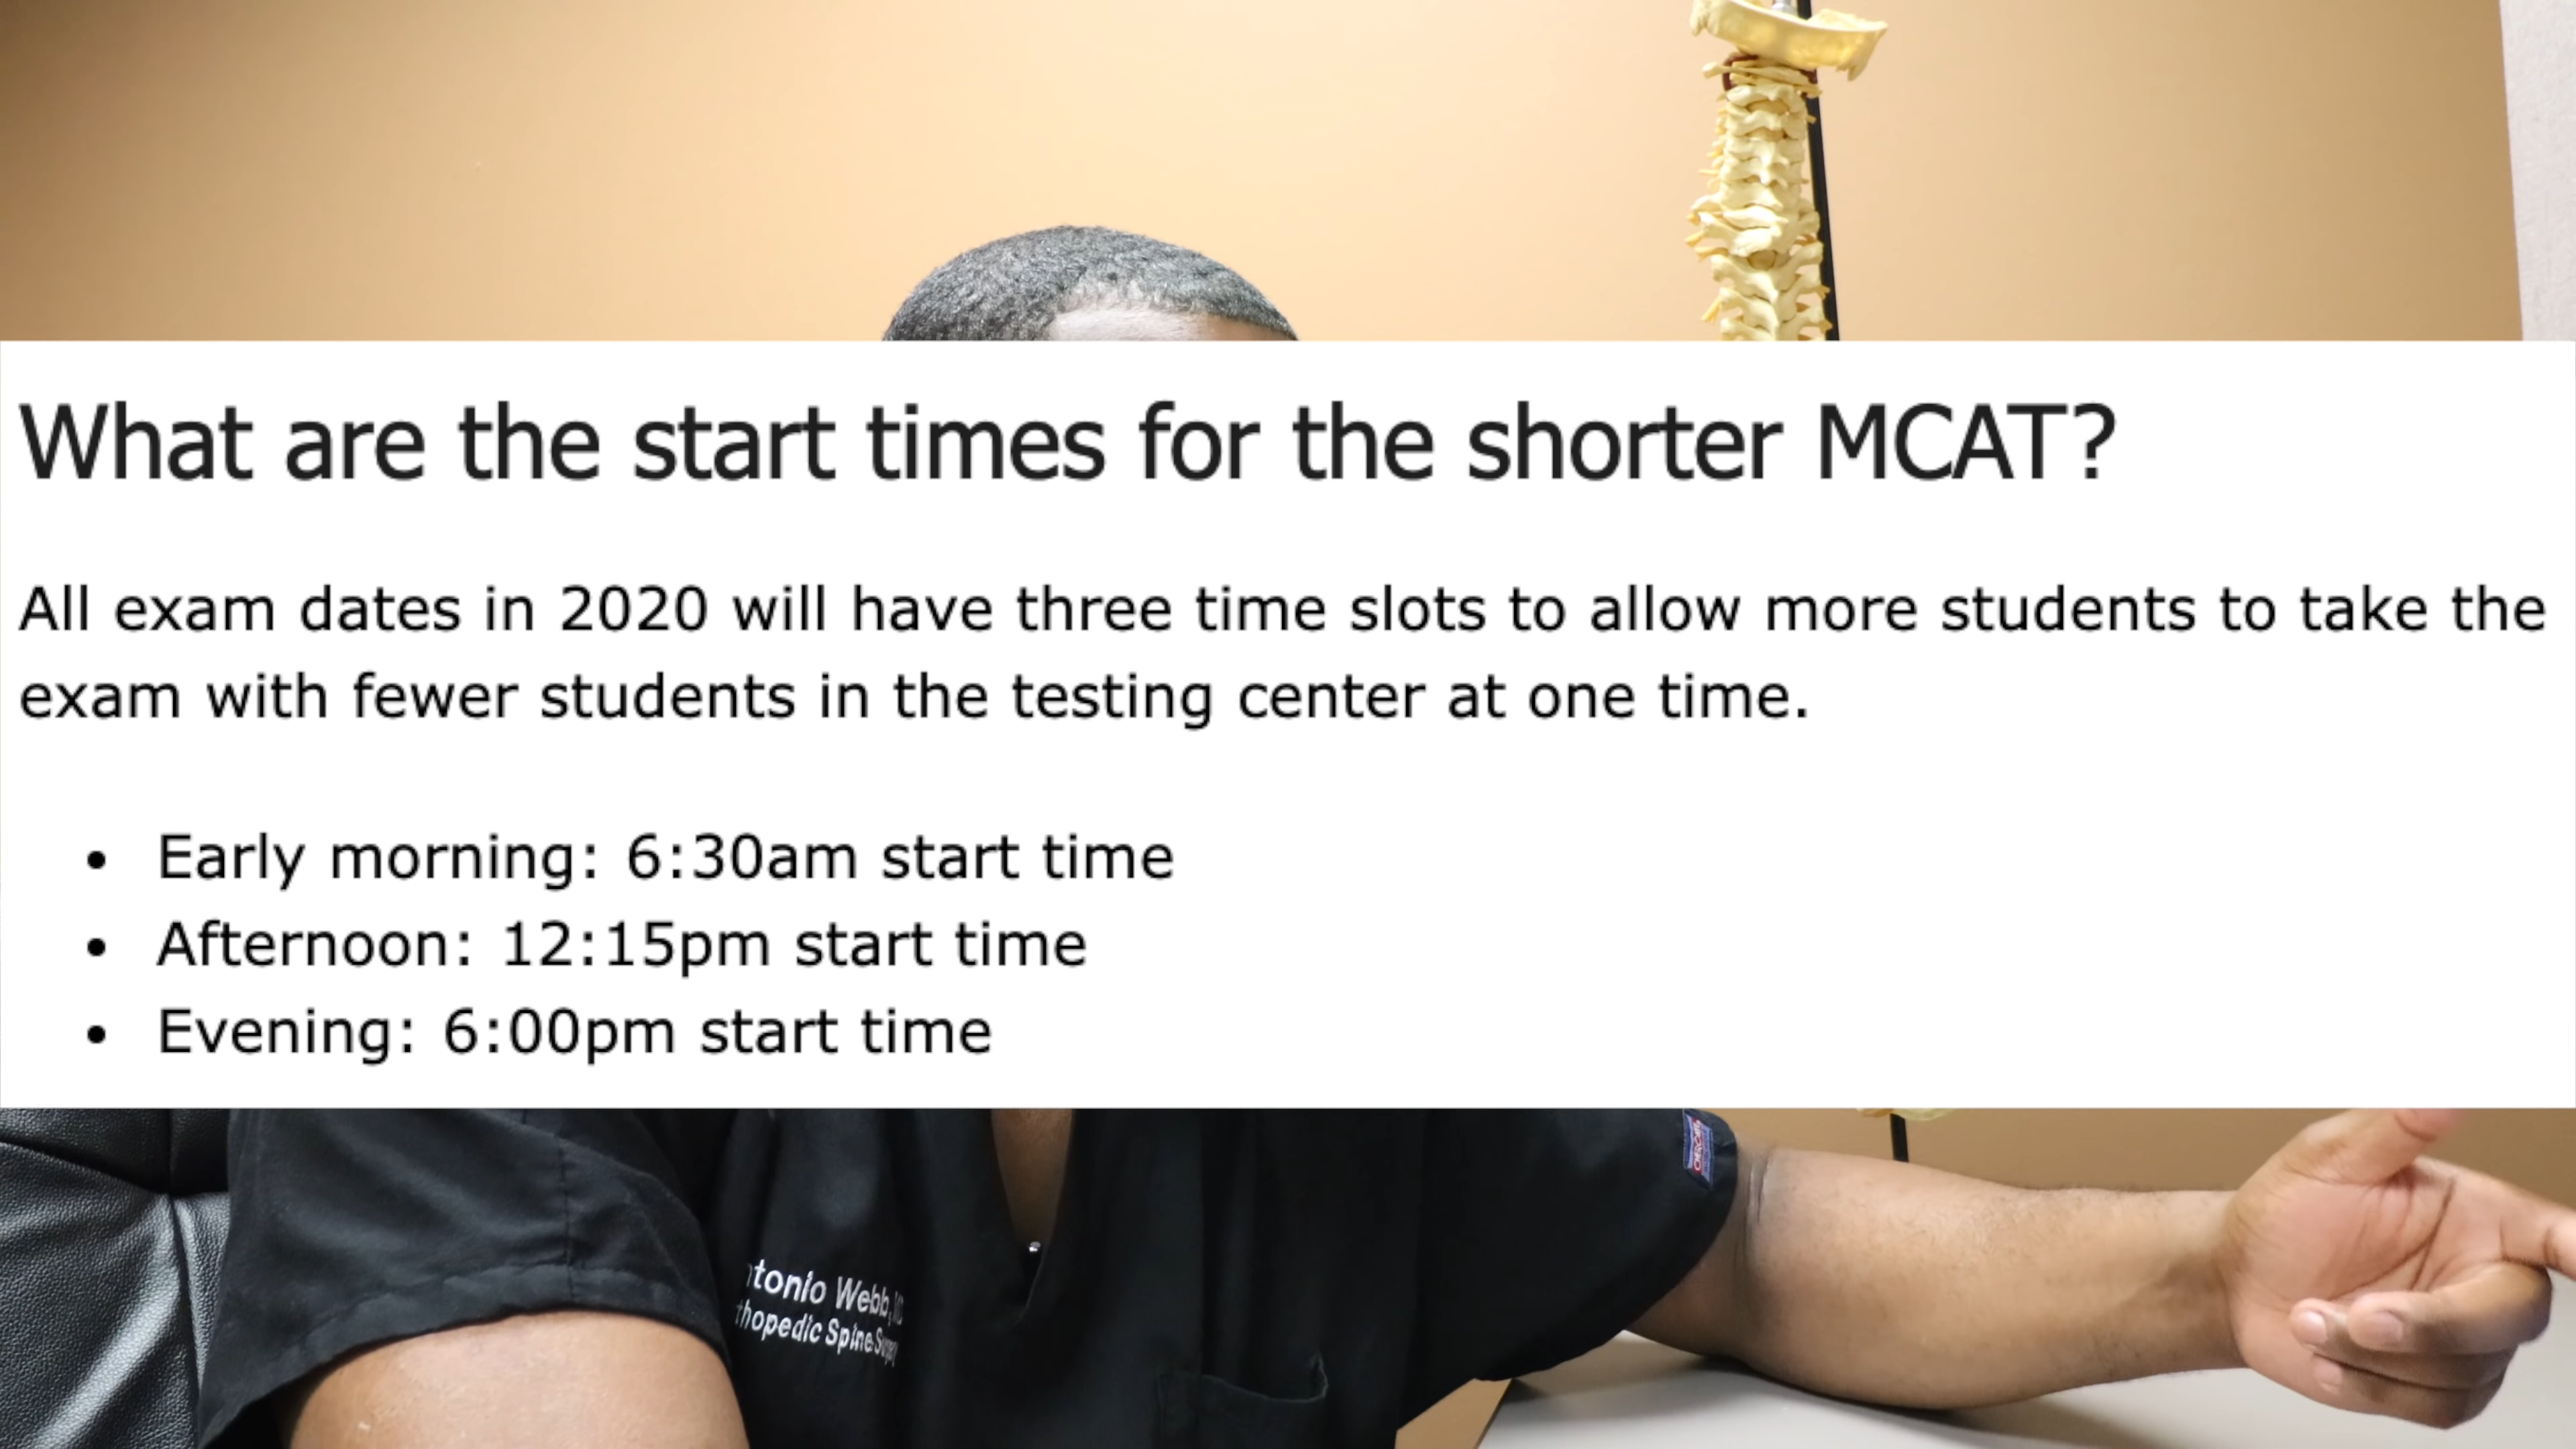 What are the start times for the shorter MCAT?
All exam dates in 2020 will have three time slots to allow more students to take the
exam with fewer students in the testing center at one time.
• Early morning: 6:30am start time
• Afternoon: 12:15pm start time
• Evening: 6:00pm start time
tonio Webb
thopedic Spine